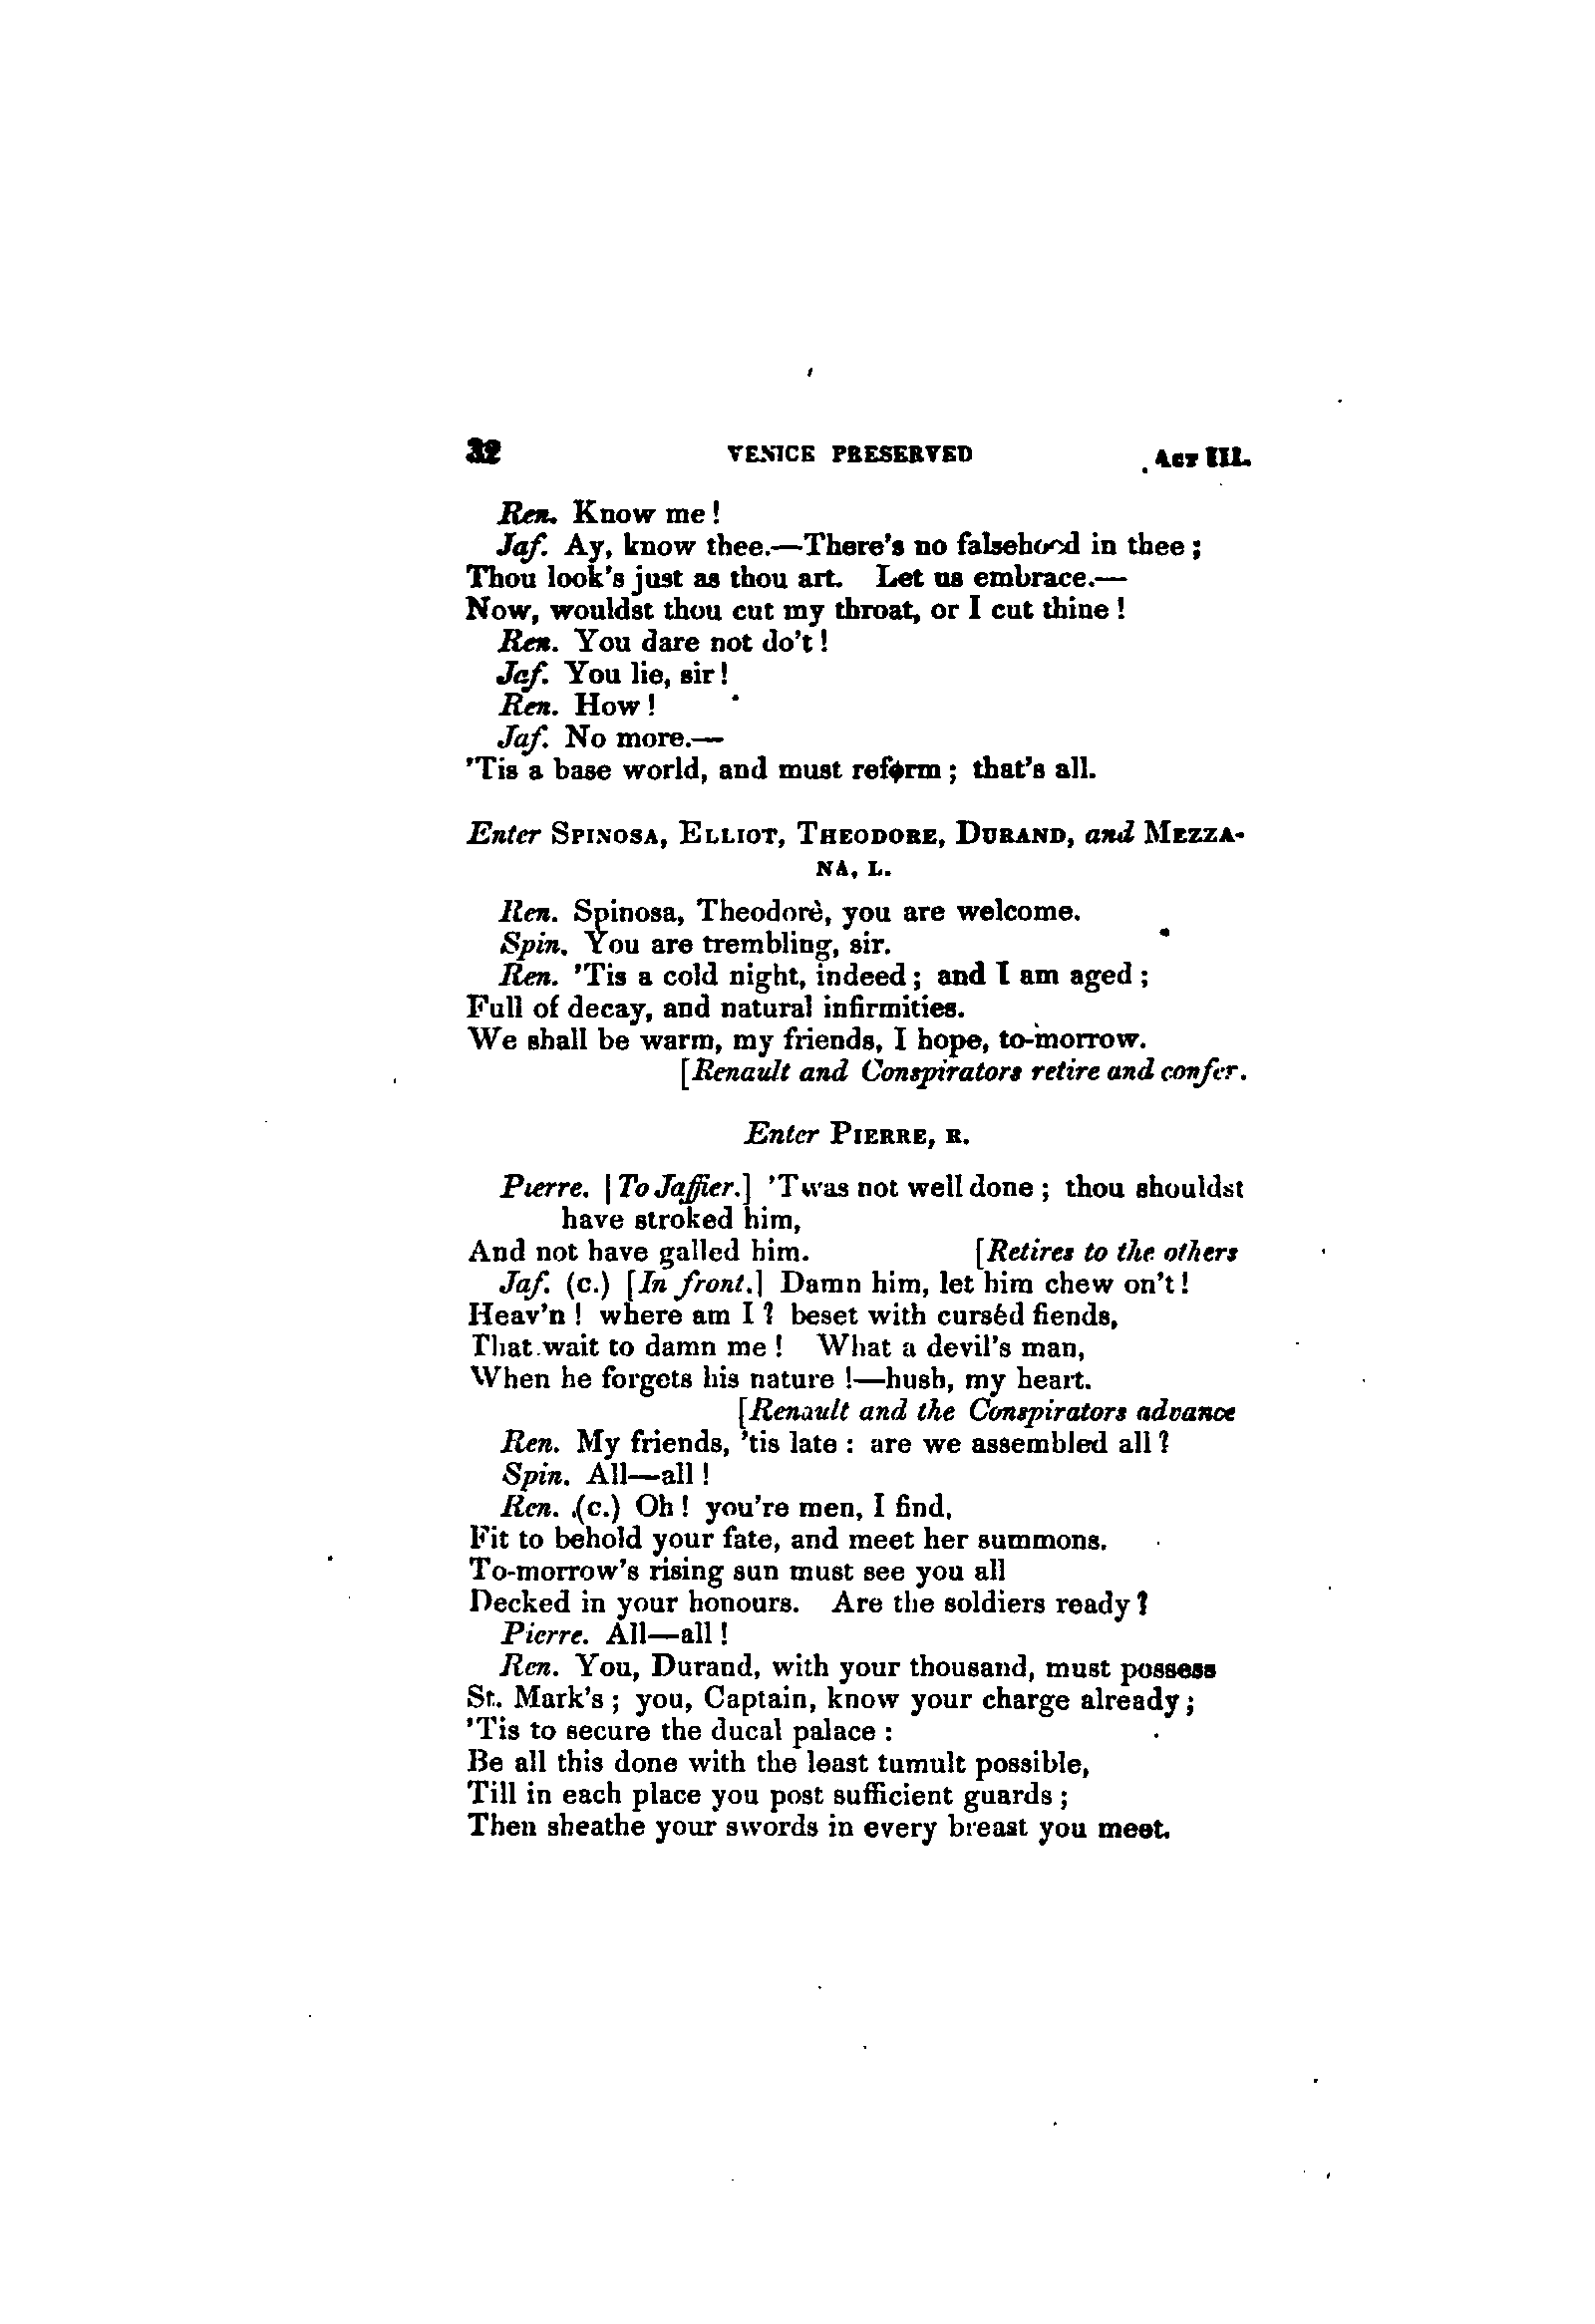 32 VENICE PRESERVED ACT III.
Ren. Know me!
Jaf. Ay, know thee.—There's no falsehood in thee;
Thou look's just as thou art. Let us embrace.—
Now, wouldst thou cut my throat, or I cut thine!
Ren. You dare not do't!
Jaf. You lie, sir!
Ren. How!
Jaf. No more.—
'Tis a base world, and must reform; that's all.
Enter SPINOSA, ELLIOT, THEODORE, DURAND, and MEZZA-
NA, L.
Ren. Spinosa, Theodorè, you are welcome.
Spin. You are trembling, sir.
Ren. 'Tis a cold night, indeed; and I am aged;
Full of decay, and natural infirmities.
We shall be warm, my friends, I hope, to-morrow.
[Renault and Conspirators retire and confer.
Enter PIERRE, R.
Pierre. [To Jaffier.] 'Twas not well done; thou shouldst
have stroked him,
And not have galled him. [Retires to the others
Jaf. (C.) [In front.] Damn him, let him chew on't!
Heav'n! where am I? beset with curséd fiends,
That wait to damn me! What a devil's man,
When he forgets his nature!—hush, my heart.
[Renault and the Conspirators advance
Ren. My friends, 'tis late: are we assembled all?
Spin. All—all!
Ren. (C.) Oh! you're men, I find,
Fit to behold your fate, and meet her summons.
To-morrow's rising sun must see you all
Decked in your honours. Are the soldiers ready?
Pierre. All—all!
Ren. You, Durand, with your thousand, must possess
St. Mark's; you, Captain, know your charge already;
'Tis to secure the ducal palace:
Be all this done with the least tumult possible,
Till in each place you post sufficient guards;
Then sheathe your swords in every breast you meet.